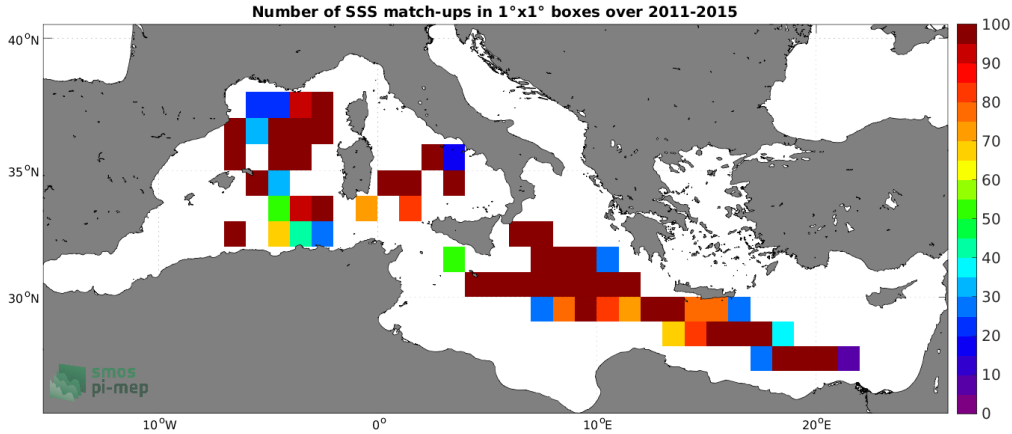 Number of SSS match-ups in 1°x1° boxes over 2011-2015
40°N
35°N
30°N
10°W
0°
10°E
20°E
100
90
80
70
60
50
40
30
20
10
0
smos
pi-mep